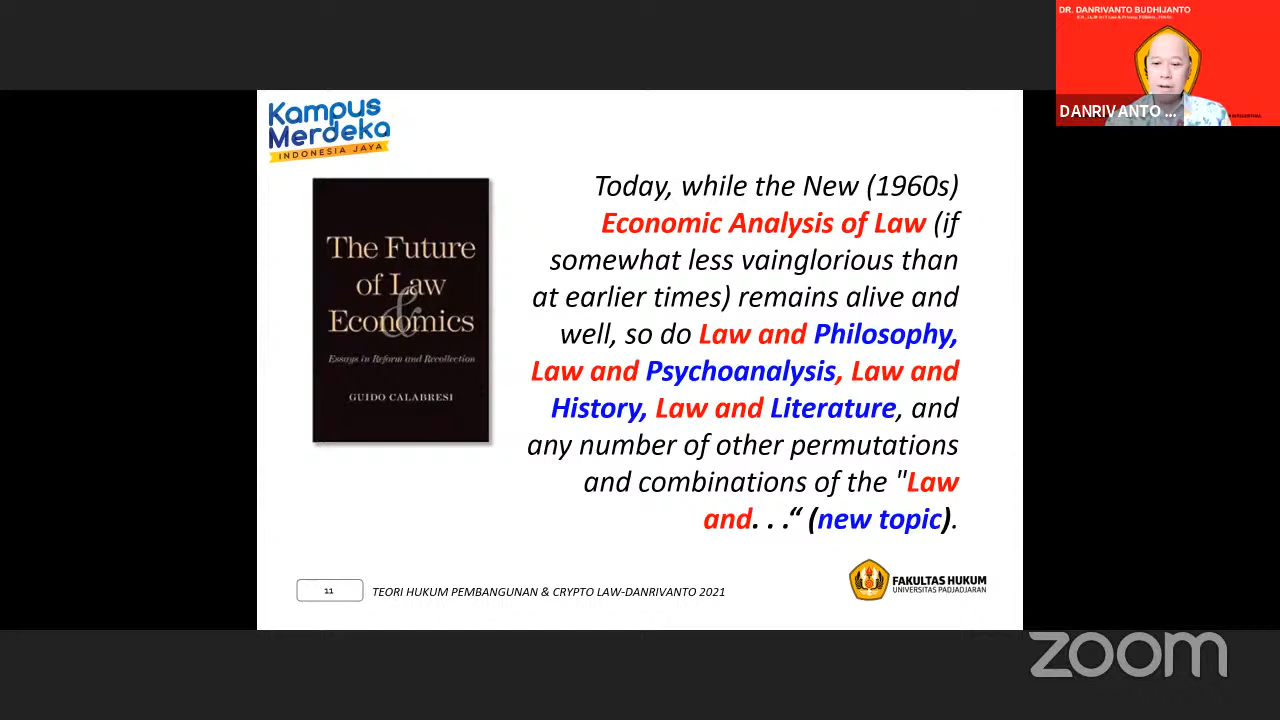 DR. DANRIVANTO BUDHIJANTO
DANRIVANTO ...
Kampus
Merdeka
INDONESIA JAYA
The Future
of Law
&
Economics
Essays in Reform and Recollection
GUIDO CALABRESI
Today, while the New (1960s)
Economic Analysis of Law (if
somewhat less vainglorious than
at earlier times) remains alive and
well, so do Law and Philosophy,
Law and Psychoanalysis, Law and
History, Law and Literature, and
any number of other permutations
and combinations of the "Law
and. . .“ (new topic).
11
TEORI HUKUM PEMBANGUNAN & CRYPTO LAW-DANRIVANTO 2021
FAKULTAS HUKUM
UNIVERSITAS PADJADJARAN
zoom